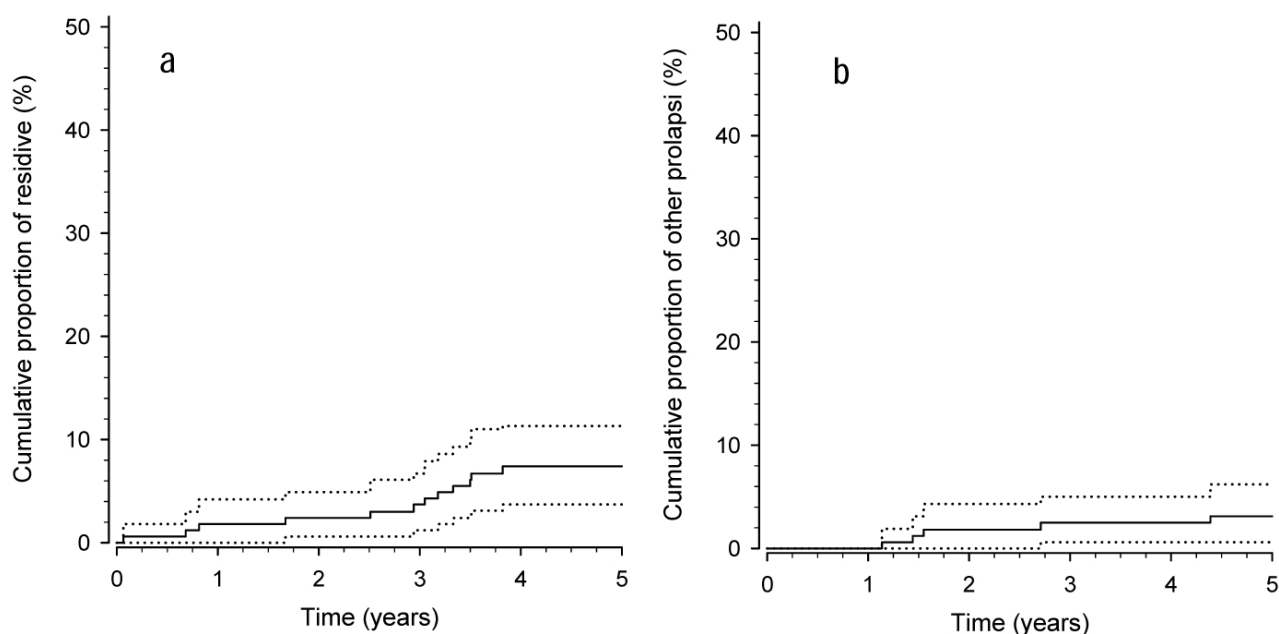 a
Cumulative proportion of residive (%)
50
40
30
20
10
0
0 1 2 3 4 5
Time (years)
b
Cumulative proportion of other prolapsi (%)
50
40
30
20
10
0
0 1 2 3 4 5
Time (years)